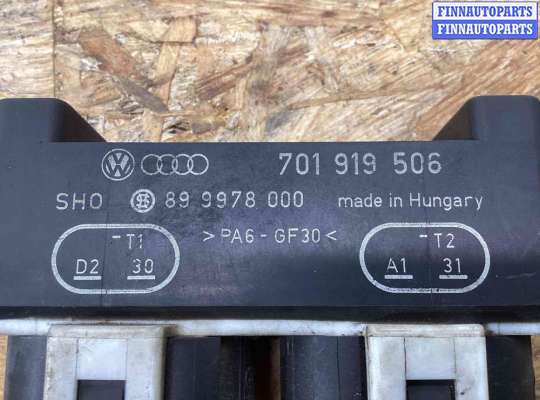 FINNAUTOPARTS
FINNAUTOPARTS
701 919 506
SHO 89 9978 000 made in Hungary
>PA6-GF30<
T1
D2 30
T2
A1 31